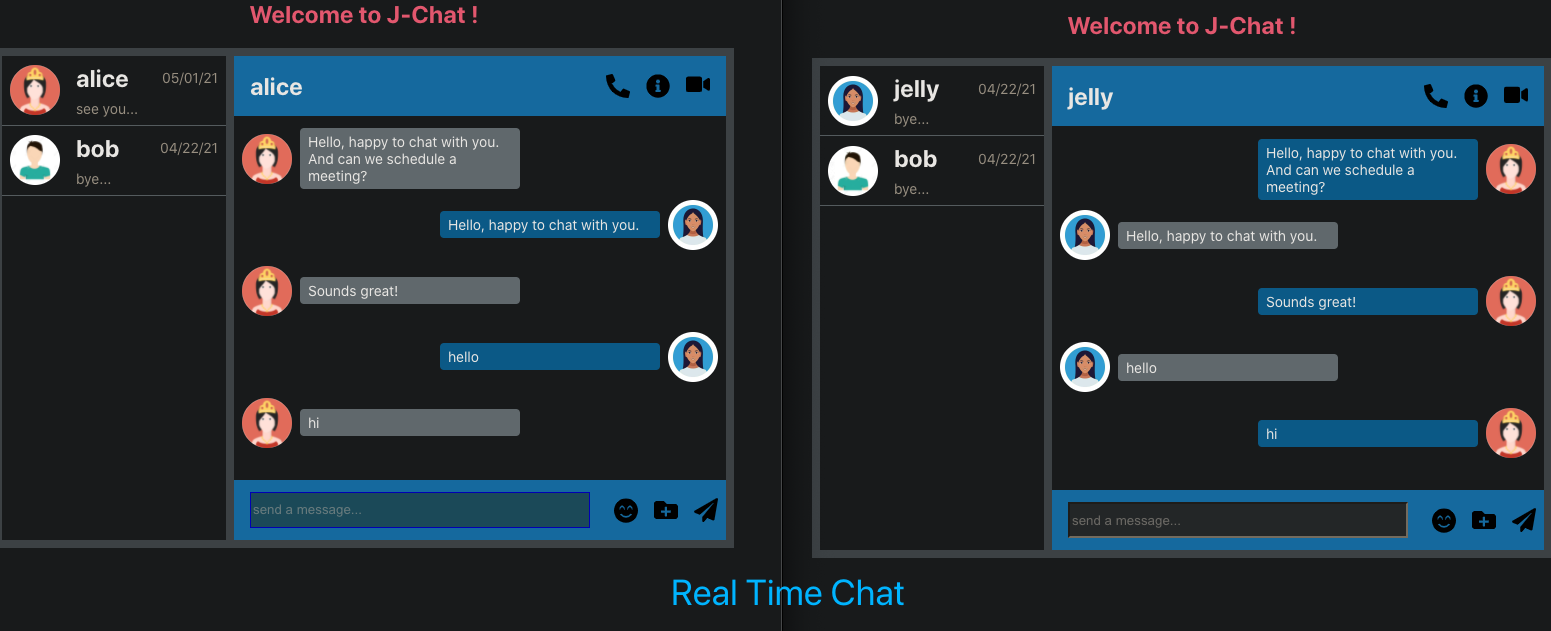 Welcome to J-Chat !
alice
05/01/21
see you...
bob
04/22/21
bye...
alice
Hello, happy to chat with you.
And can we schedule a
meeting?
Hello, happy to chat with you.
Sounds great!
hello
hi
send a message...
Welcome to J-Chat !
jelly
04/22/21
bye...
bob
04/22/21
bye...
jelly
Hello, happy to chat with you.
And can we schedule a
meeting?
Hello, happy to chat with you.
Sounds great!
hello
hi
send a message...
Real Time Chat